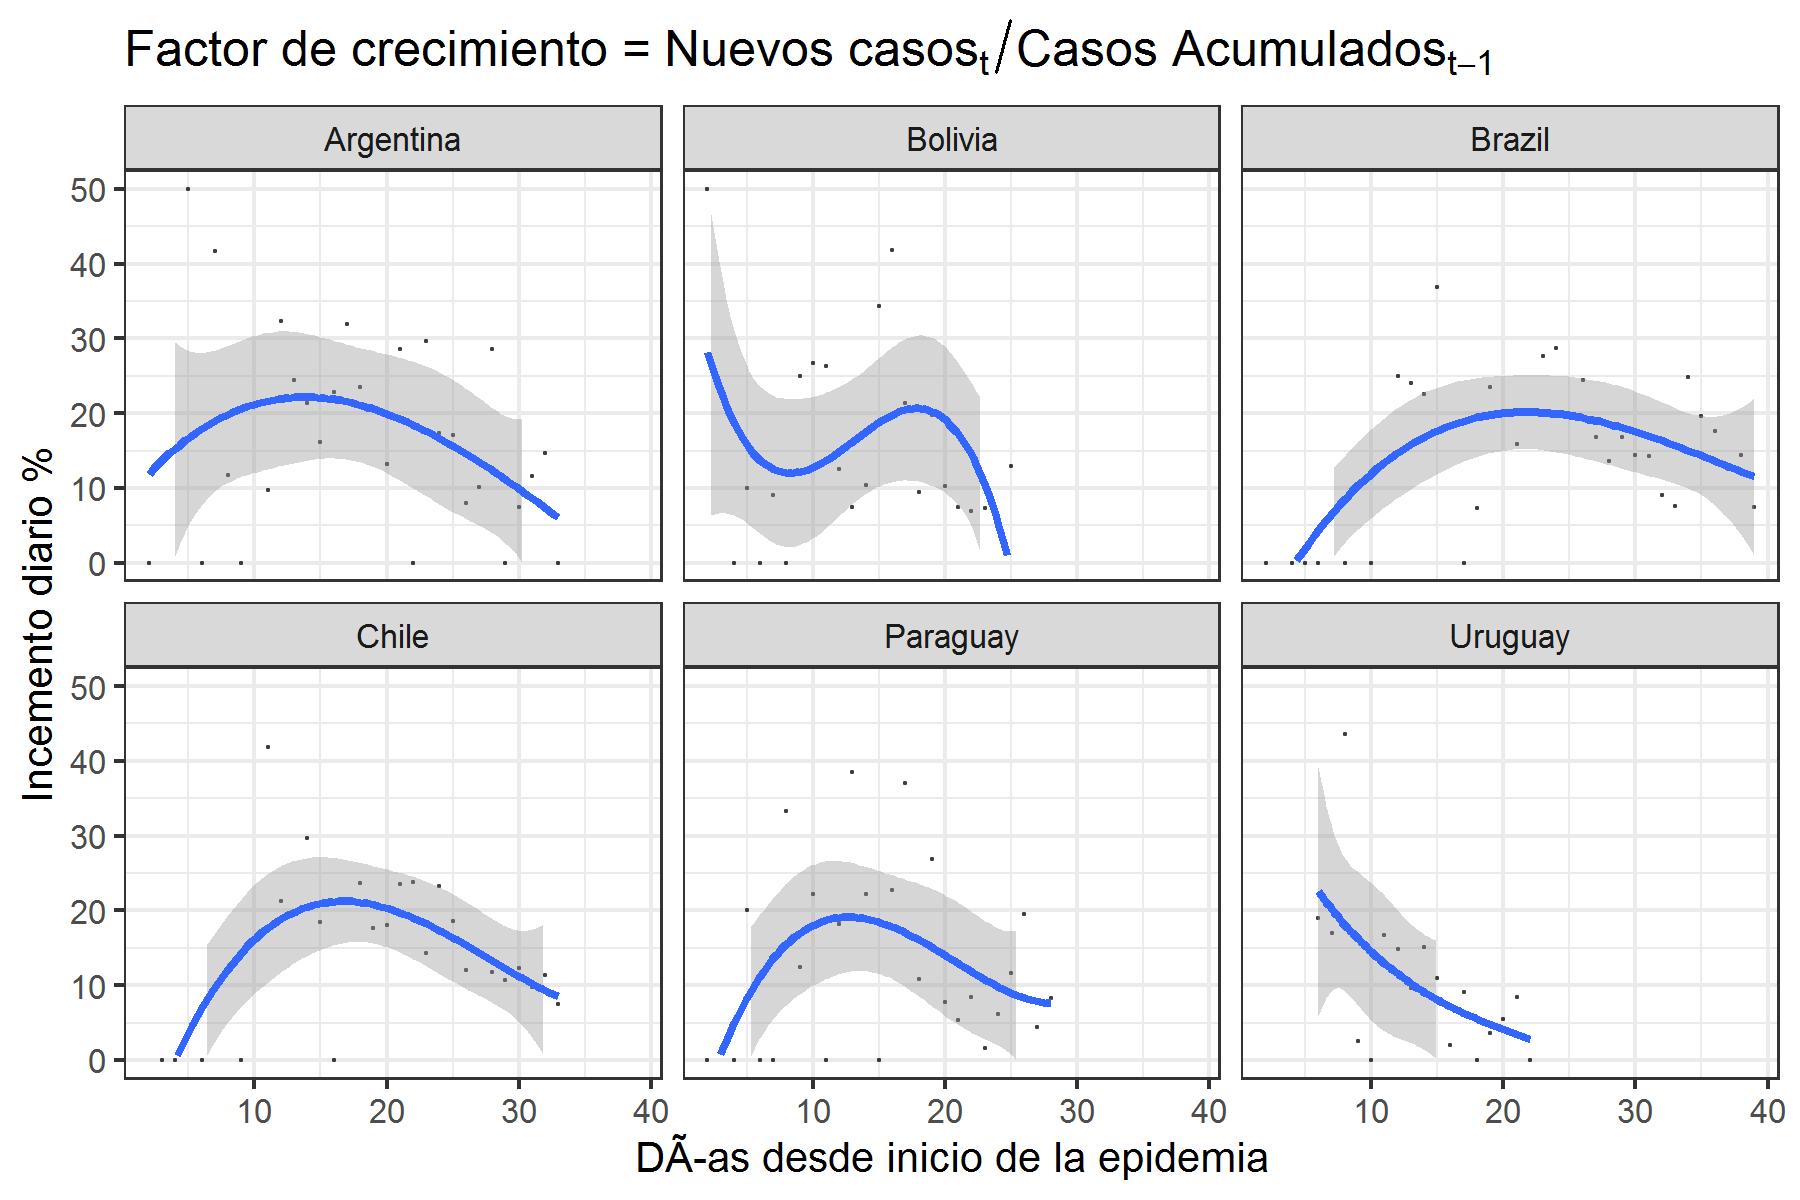 Factor de crecimiento = Nuevos casost/Casos Acumuladost−1
Argentina Bolivia Brazil
50
40
30
20
10
0
Chile Paraguay Uruguay
50
40
30
20
10
0
10 20 30 40 10 20 30 40 10 20 30 40
Incemento diario %
DÃ-as desde inicio de la epidemia